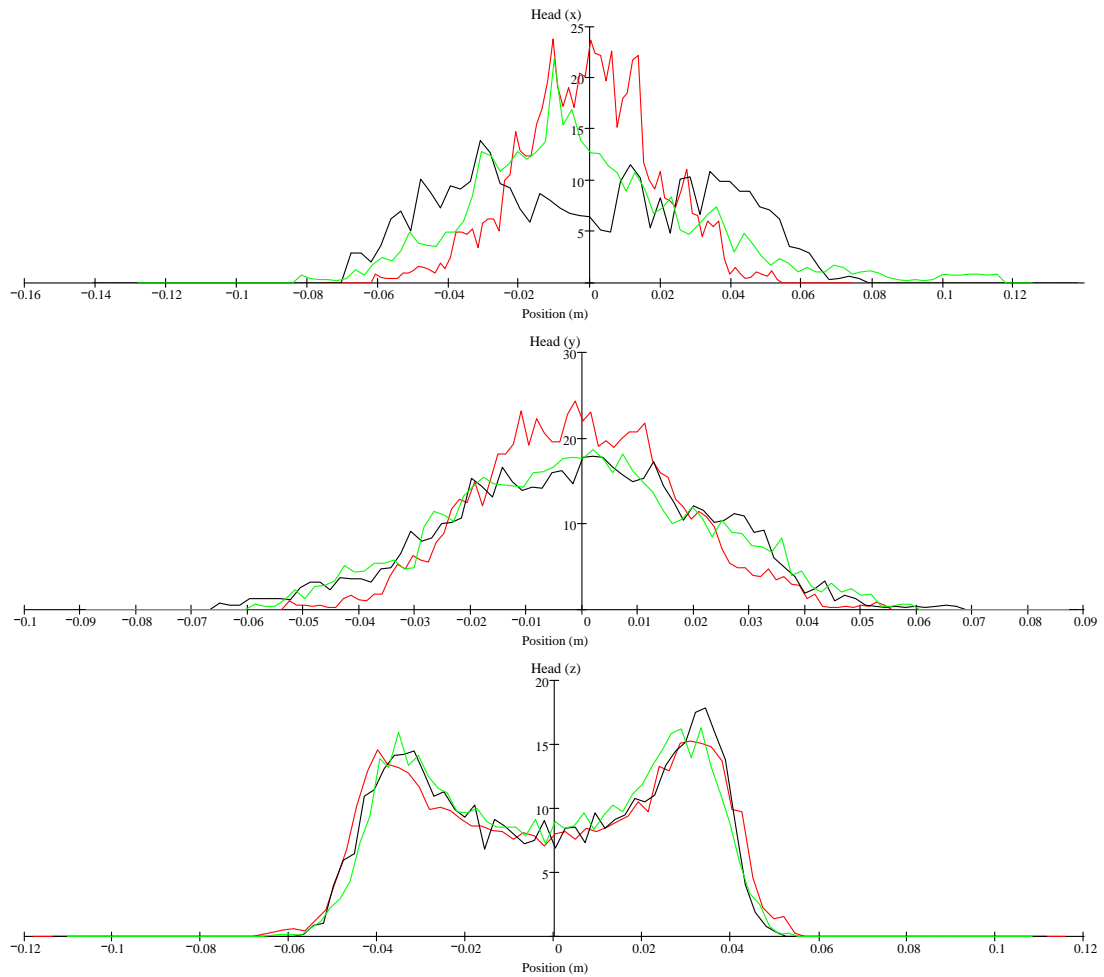 Head (x)
25
20
15
10
5
−0.16 −0.14 −0.12 −0.1 −0.08 −0.06 −0.04 −0.02 0 0.02 0.04 0.06 0.08 0.1 0.12
Position (m)
Head (y)
30
20
10
−0.1 −0.09 −0.08 −0.07 −0.06 −0.05 −0.04 −0.03 −0.02 −0.01 0 0.01 0.02 0.03 0.04 0.05 0.06 0.07 0.08 0.09
Position (m)
Head (z)
20
15
10
5
−0.12 −0.1 −0.08 −0.06 −0.04 −0.02 0 0.02 0.04 0.06 0.08 0.1 0.12
Position (m)